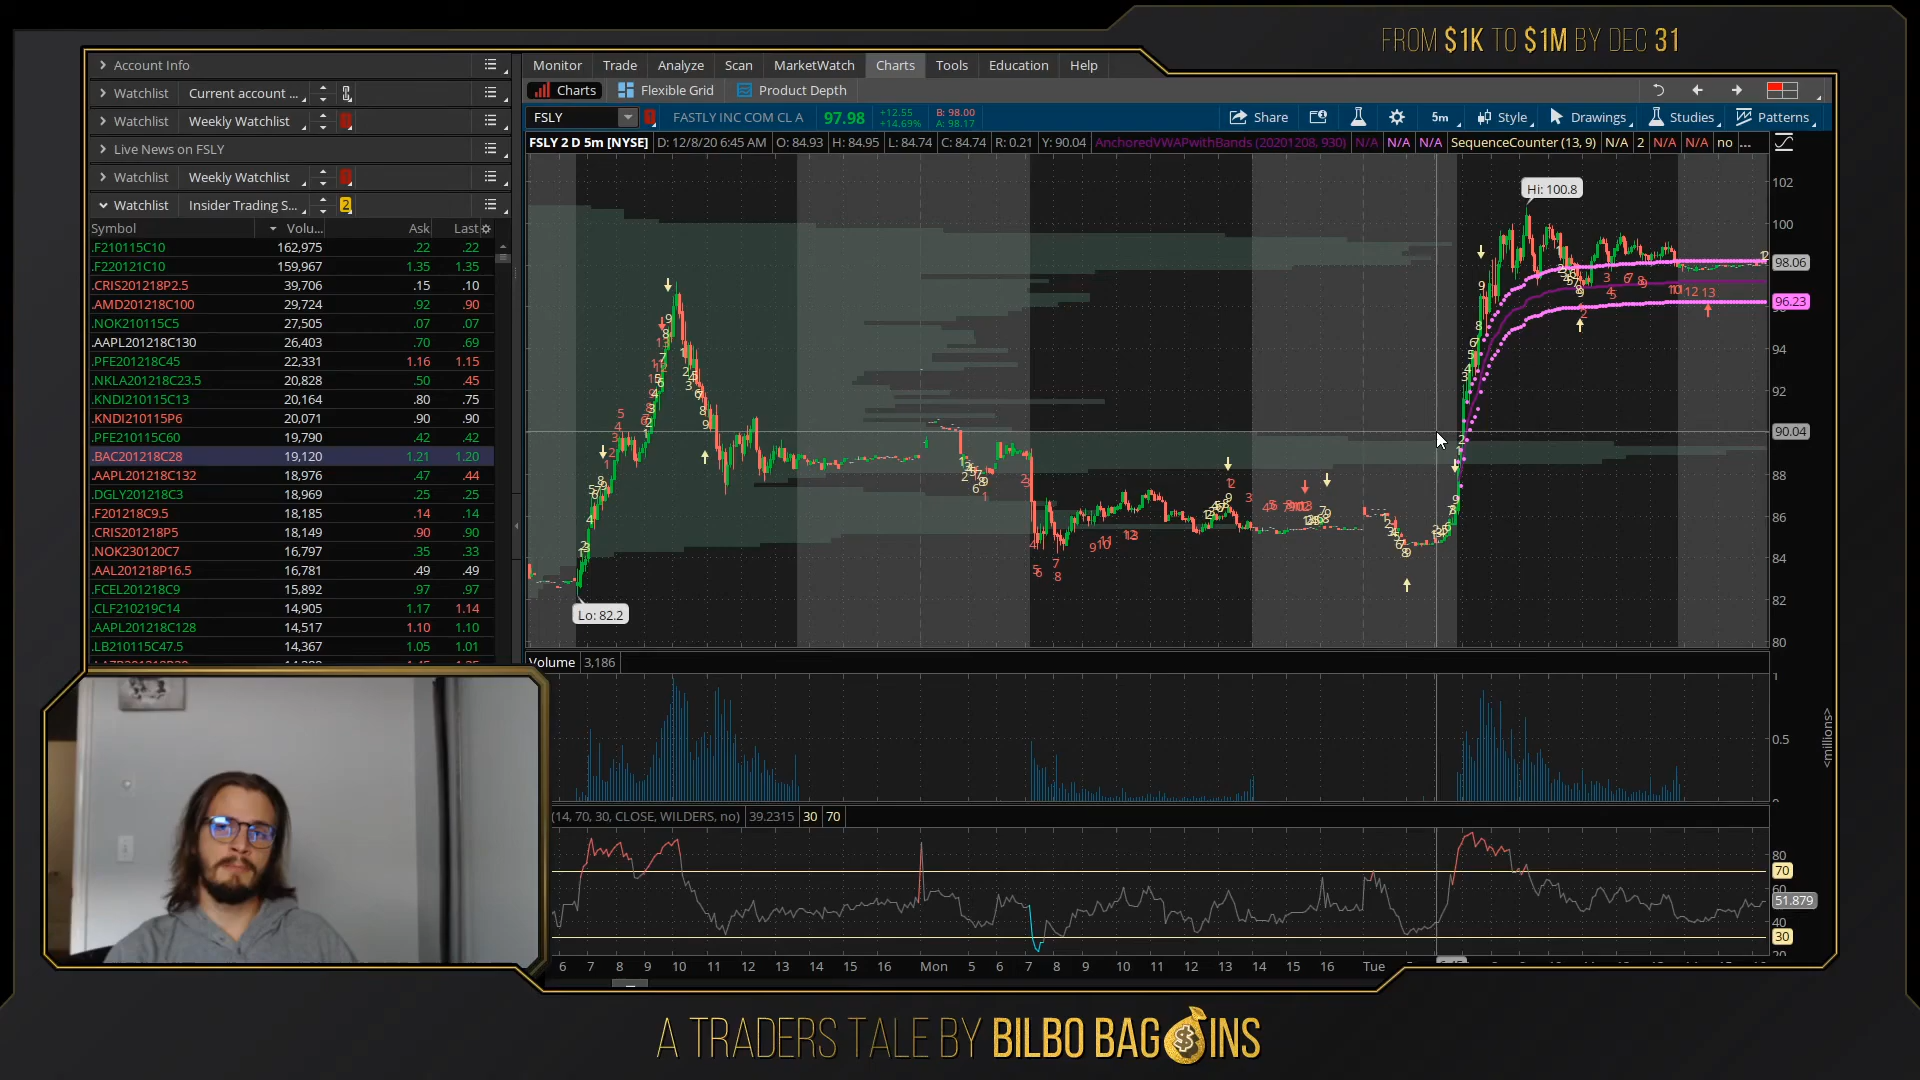 FROM $1K TO $1M BY DEC 31
Account Info
Watchlist Current account ...
Watchlist Weekly Watchlist
Live News on FSLY
Watchlist Weekly Watchlist
Watchlist Insider Trading S... 2
Symbol Volu... Ask Last
.F210115C10 162,975 .22 .22
.F220121C10 159,967 1.35 1.35
.CRIS201218P2.5 39,706 .15 .10
.AMD201218C100 29,724 .92 .90
.NOK210115C5 27,505 .07 .07
.AAPL201218C130 26,403 .70 .69
.PFE201218C45 22,331 1.16 1.15
.NKLA201218C23.5 20,828 .50 .45
.KNDI210115C13 20,164 .80 .75
.KNDI210115P6 20,071 .90 .90
.PFE210115C60 19,790 .42 .42
.BAC201218C28 19,120 1.21 1.20
.AAPL201218C132 18,976 .47 .44
.DGLY201218C3 18,969 .25 .25
.F201218C9.5 18,185 .14 .14
.CRIS201218P5 18,149 .90 .90
.NOK230120C7 16,797 .35 .33
.AAL201218P16.5 16,781 .49 .49
.FCEL201218C9 15,892 .97 .97
.CLF210219C14 14,905 1.17 1.14
.AAPL201218C128 14,517 1.10 1.10
.LB210115C47.5 14,367 1.05 1.01
Monitor Trade Analyze Scan MarketWatch Charts Tools Education Help
Charts Flexible Grid Product Depth
FSLY FASTLY INC COM CL A 97.98 +12.55 +14.69% B: 98.00 A: 98.17 Share 5m Style Drawings Studies Patterns
FSLY 2 D 5m [NYSE] D: 12/8/20 6:45 AM O: 84.93 H: 84.95 L: 84.74 C: 84.74 R: 0.21 Y: 90.04 AnchoredVWAPwithBands (20201208, 930) N/A N/A N/A SequenceCounter (13, 9) N/A 2 N/A N/A no ...
Hi: 100.8
Lo: 82.2
102
100
98.06
96.23
94
92
90.04
88
86
84
82
80
Volume 3,186
1
0.5
<millions>
(14, 70, 30, CLOSE, WILDERS, no) 39.2315 30 70
80
70
60
51.879
40
30
20
6 7 8 9 10 11 12 13 14 15 16 Mon 5 6 7 8 9 10 11 12 13 14 15 16 Tue
A TRADERS TALE BY BILBO BAG$INS